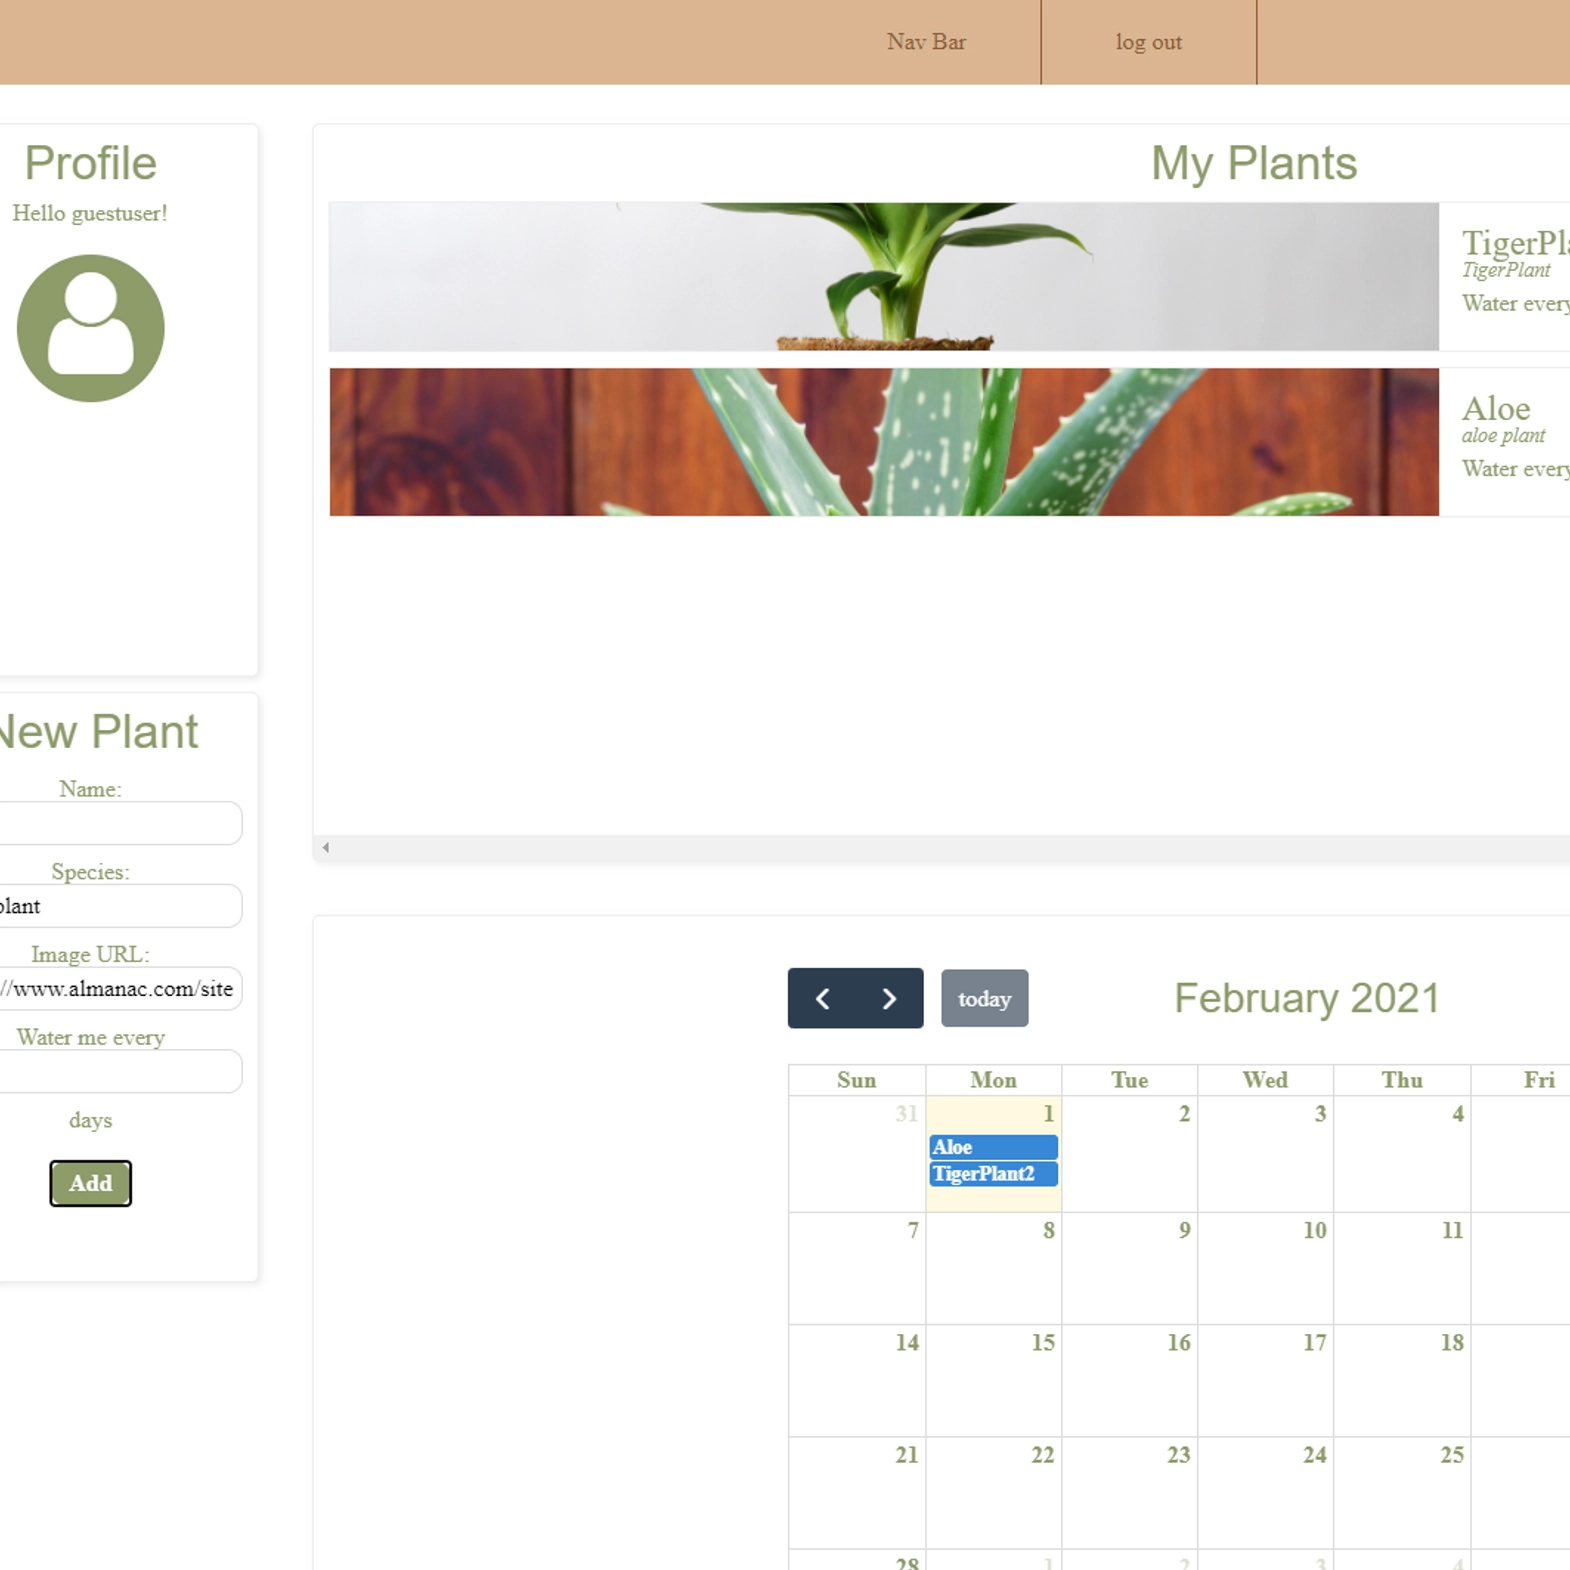 Nav Bar
log out
Profile
Hello guestuser!
My Plants
TigerPla
TigerPlant
Water every
Aloe
aloe plant
Water every
New Plant
Name:
Species:
plant
Image URL:
//www.almanac.com/site
Water me every
days
Add
today
February 2021
Sun Mon Tue Wed Thu Fri
31 1 2 3 4
Aloe
TigerPlant2
7 8 9 10 11
14 15 16 17 18
21 22 23 24 25
28 1 2 3 4